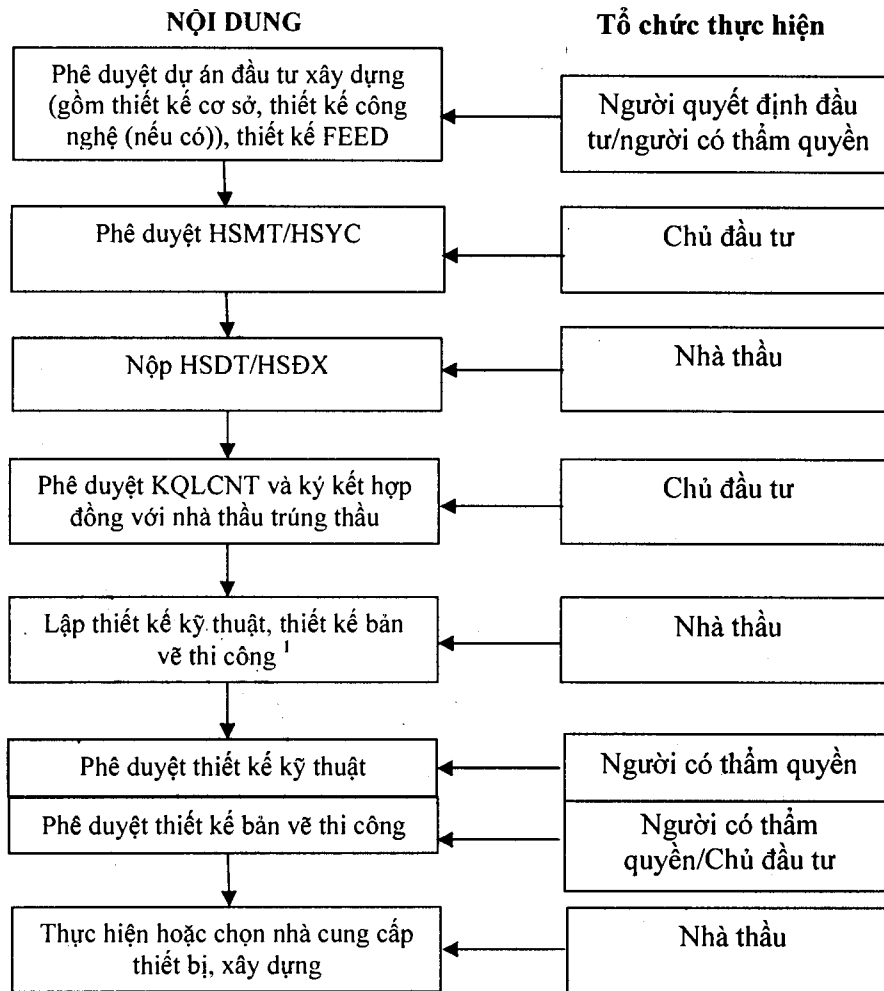 NỘI DUNG
Tổ chức thực hiện
Phê duyệt dự án đầu tư xây dựng
(gồm thiết kế cơ sở, thiết kế công
nghệ (nếu có)), thiết kế FEED
Người quyết định đầu
tư/người có thẩm quyền
Phê duyệt HSMT/HSYC
Chủ đầu tư
Nộp HSDT/HSĐX
Nhà thầu
Phê duyệt KQLCNT và ký kết hợp
đồng với nhà thầu trúng thầu
Chủ đầu tư
Lập thiết kế kỹ thuật, thiết kế bản
vẽ thi công 1
Nhà thầu
Phê duyệt thiết kế kỹ thuật
Người có thẩm quyền
Phê duyệt thiết kế bản vẽ thi công
Người có thẩm
quyền/Chủ đầu tư
Thực hiện hoặc chọn nhà cung cấp
thiết bị, xây dựng
Nhà thầu